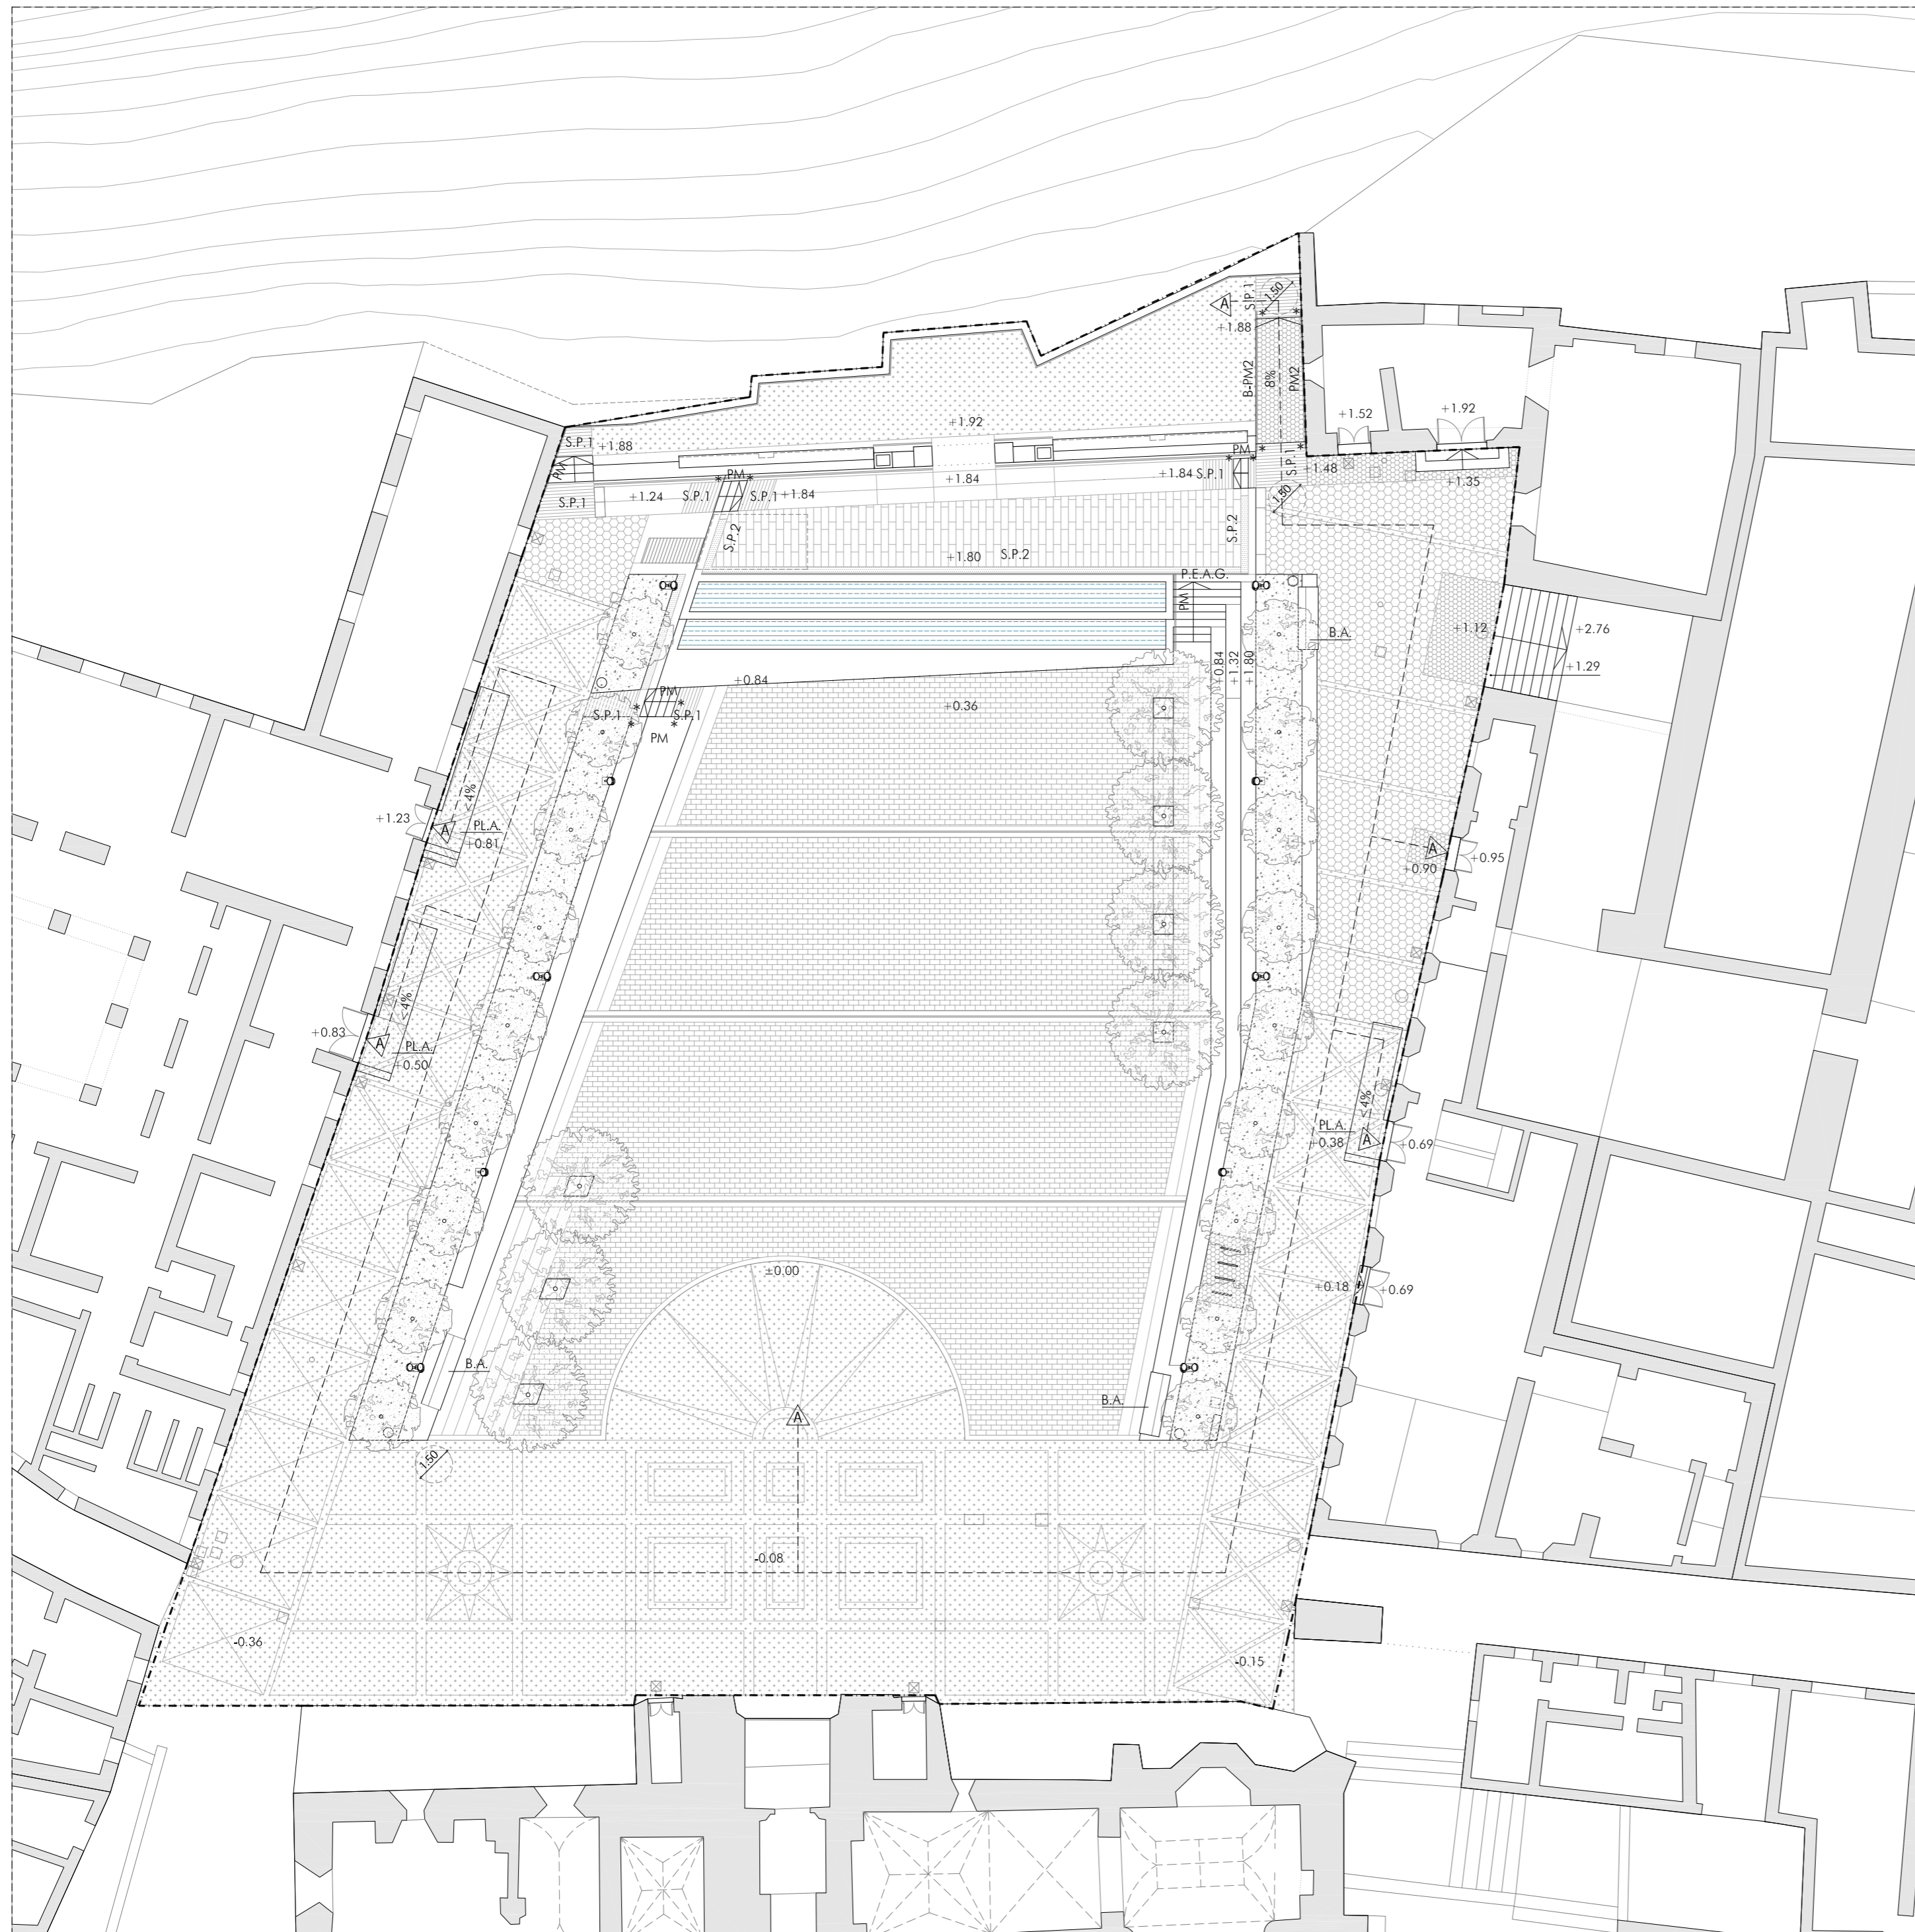 S.P.1
1.50
A
+1.88
B-PM2
8%
PM2
+1.52
+1.92
+1.92
S.P.1
+1.88
PM
S.P.1
+1.24
S.P.1
PM
S.P.1
+1.84
+1.84
+1.84
S.P.1
PM
S.P.1
+1.48
+1.35
1.50
S.P.2
S.P.2
+1.80
S.P.2
P.E.A.G.
PM
B.A.
+1.12
+2.76
+1.29
+0.84
+1.32
+1.80
+0.84
PM
S.P.1
S.P.1
PM
+0.36
<4%
+1.23
A
PL.A.
+0.81
A
+0.90
+0.95
<4%
+0.83
A
PL.A.
+0.50
<4%
PL.A.
+0.38
A
+0.69
±0.00
+0.18
+0.69
B.A.
B.A.
A
1.50
-0.08
-0.36
-0.15